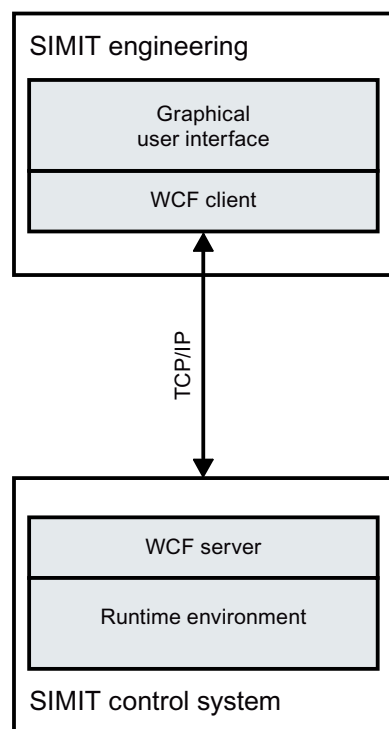 SIMIT engineering
Graphical
user interface
WCF client
TCP/IP
WCF server
Runtime environment
SIMIT control system